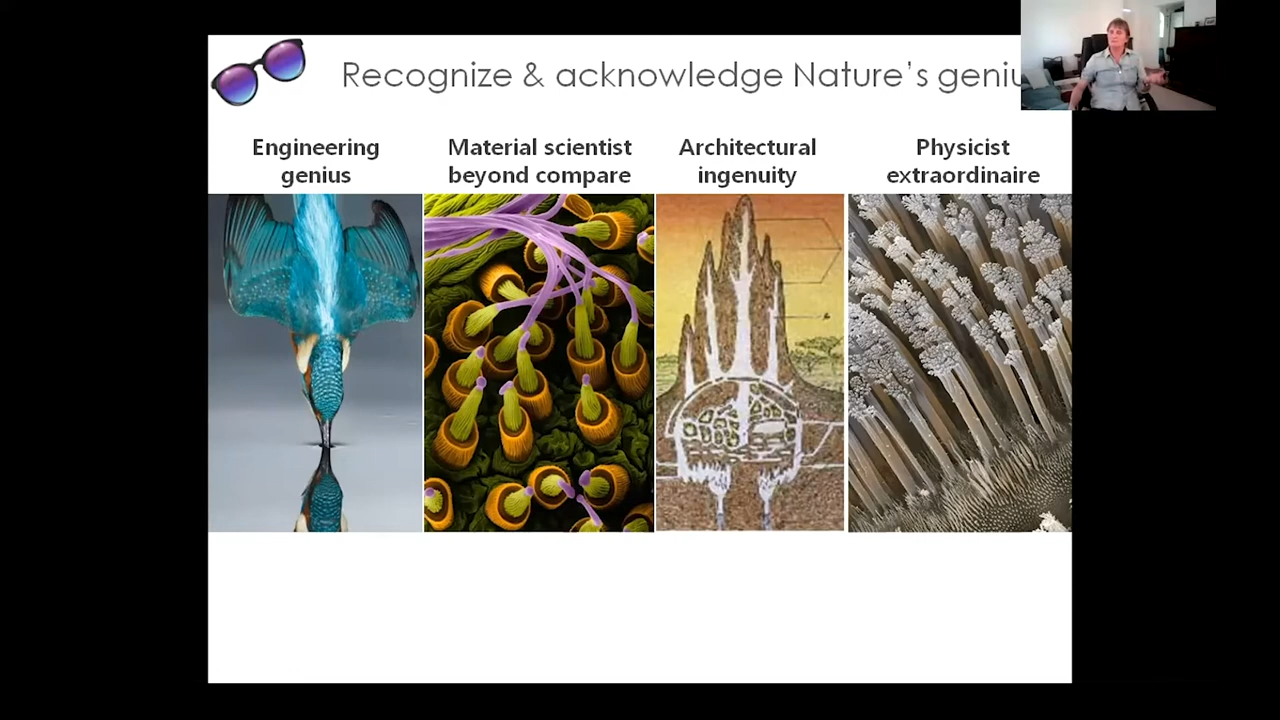 Recognize & acknowledge Nature's geniu
Engineering
genius
Material scientist
beyond compare
Architectural
ingenuity
Physicist
extraordinaire